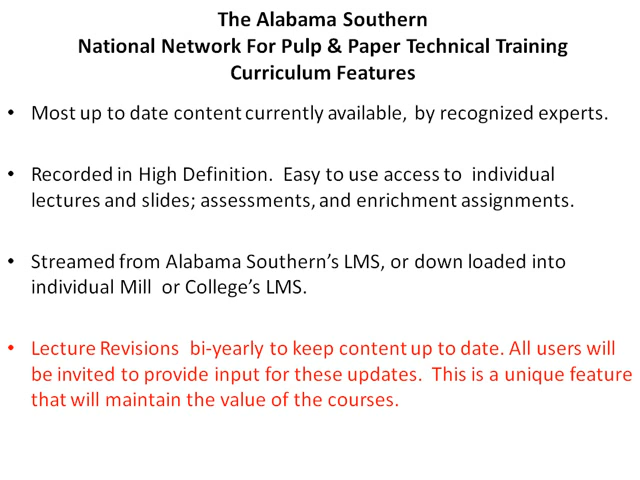 The Alabama Southern
National Network For Pulp & Paper Technical Training
Curriculum Features
• Most up to date content currently available, by recognized experts.
• Recorded in High Definition. Easy to use access to individual
lectures and slides; assessments, and enrichment assignments.
• Streamed from Alabama Southern's LMS, or down loaded into
individual Mill or College's LMS.
• Lecture Revisions bi-yearly to keep content up to date. All users will
be invited to provide input for these updates. This is a unique feature
that will maintain the value of the courses.